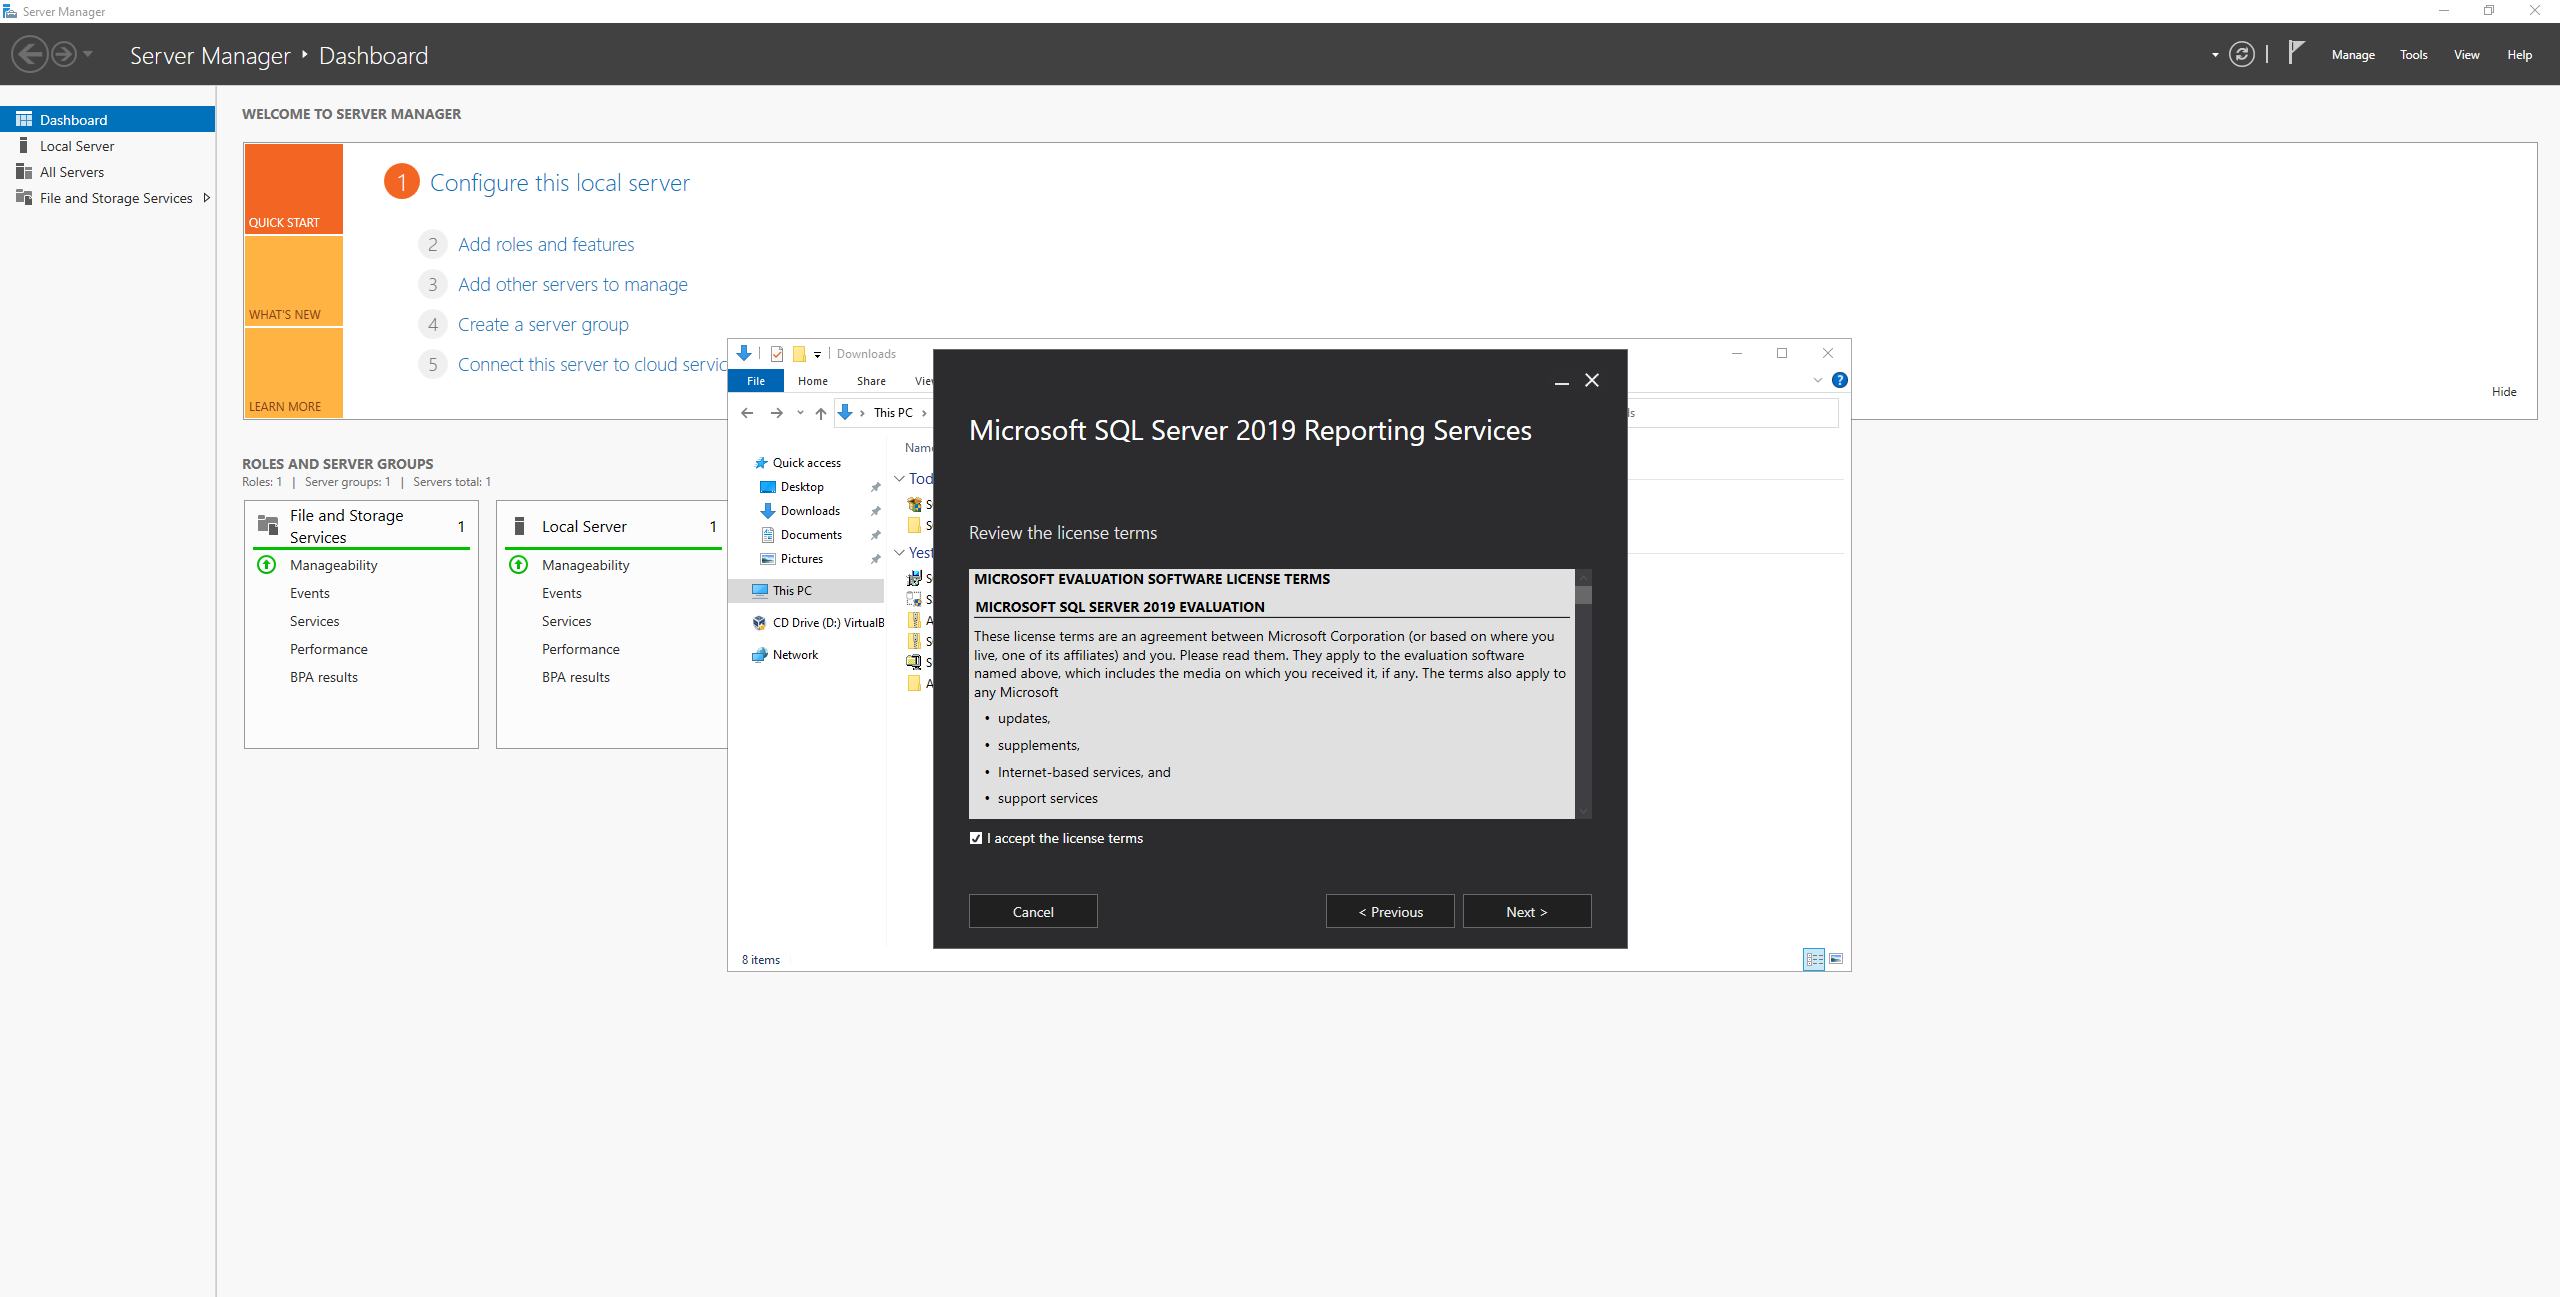 Server Manager
Server Manager ‣ Dashboard
Manage Tools View Help
Dashboard
Local Server
All Servers
File and Storage Services
WELCOME TO SERVER MANAGER
QUICK START
WHAT'S NEW
LEARN MORE
1 Configure this local server
2 Add roles and features
3 Add other servers to manage
4 Create a server group
5 Connect this server to cloud servic
Hide
ROLES AND SERVER GROUPS
Roles: 1 | Server groups: 1 | Servers total: 1
File and Storage Services 1
Manageability
Events
Services
Performance
BPA results
Local Server 1
Manageability
Events
Services
Performance
BPA results
Downloads
File Home Share
This PC
Quick access
Desktop
Downloads
Documents
Pictures
This PC
CD Drive (D:) VirtualB
Network
8 items
Microsoft SQL Server 2019 Reporting Services
Review the license terms
MICROSOFT EVALUATION SOFTWARE LICENSE TERMS
MICROSOFT SQL SERVER 2019 EVALUATION
These license terms are an agreement between Microsoft Corporation (or based on where you
live, one of its affiliates) and you. Please read them. They apply to the evaluation software
named above, which includes the media on which you received it, if any. The terms also apply to
any Microsoft
• updates,
• supplements,
• Internet-based services, and
• support services
I accept the license terms
Cancel
< Previous
Next >